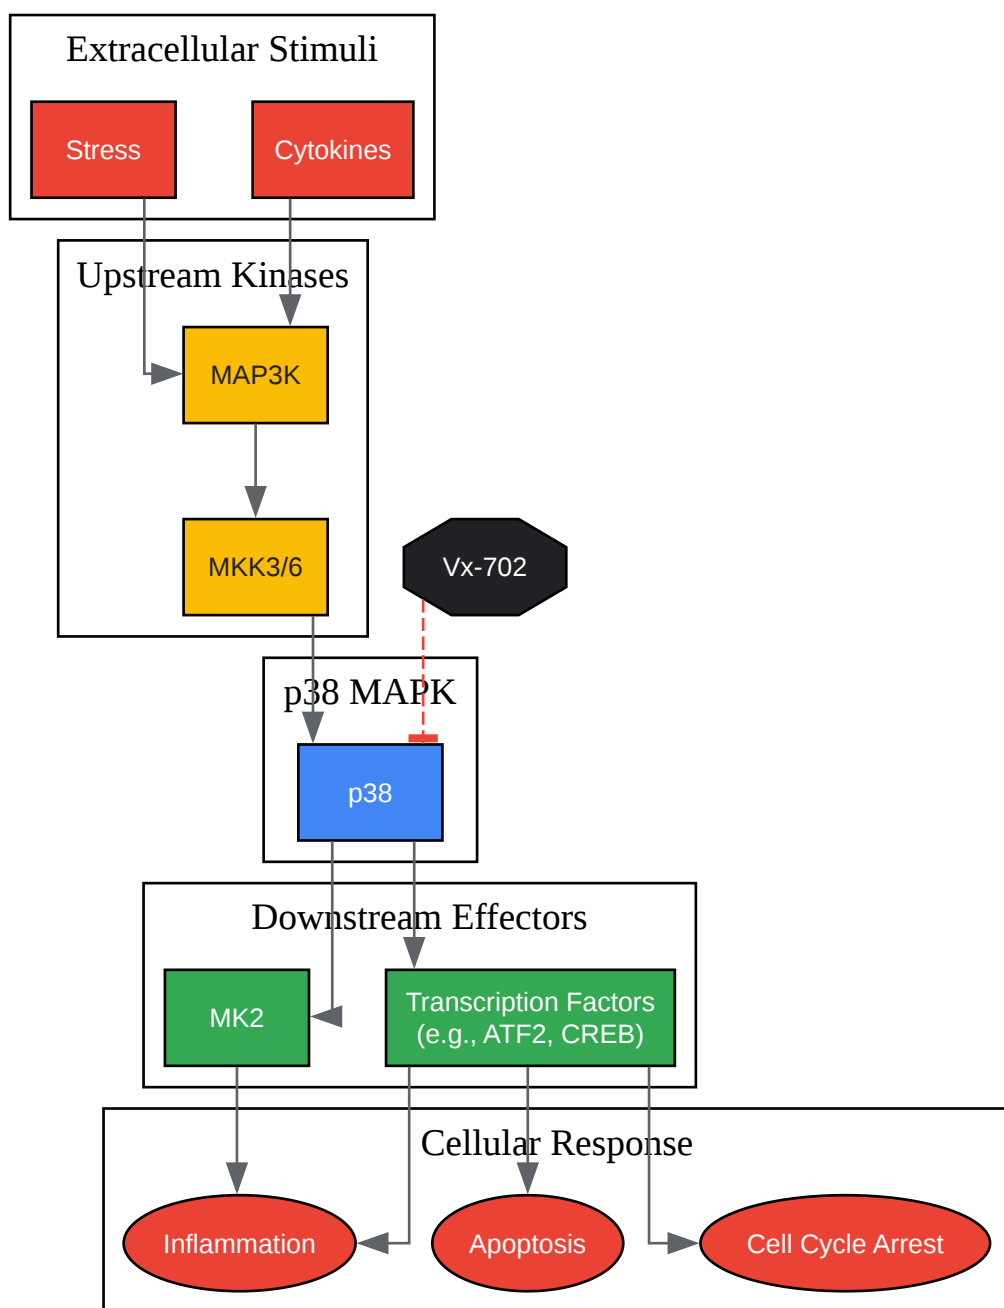 Extracellular Stimuli
Stress
Cytokines
Upstream Kinases
MAP3K
MKK3/6
Vx-702
p38 MAPK
p38
Downstream Effectors
MK2
Transcription Factors
(e.g., ATF2, CREB)
Cellular Response
Inflammation
Apoptosis
Cell Cycle Arrest